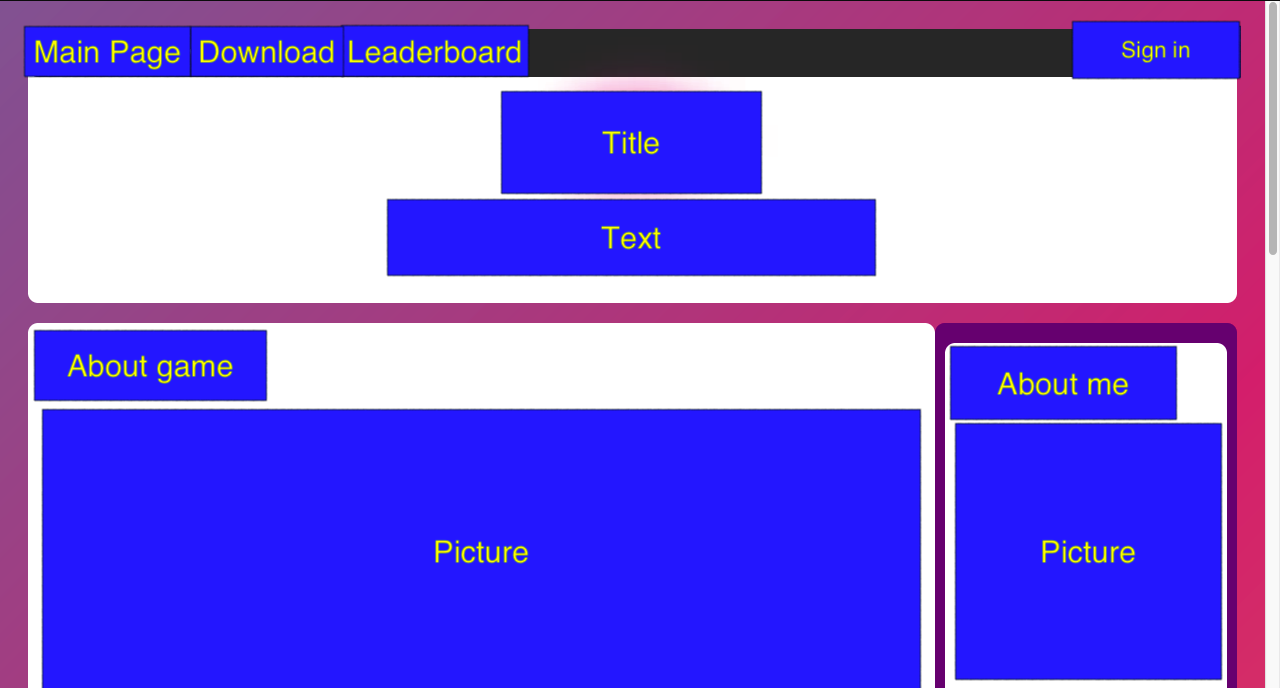 Main Page Download Leaderboard Sign in
Title
Text
About game
About me
Picture
Picture